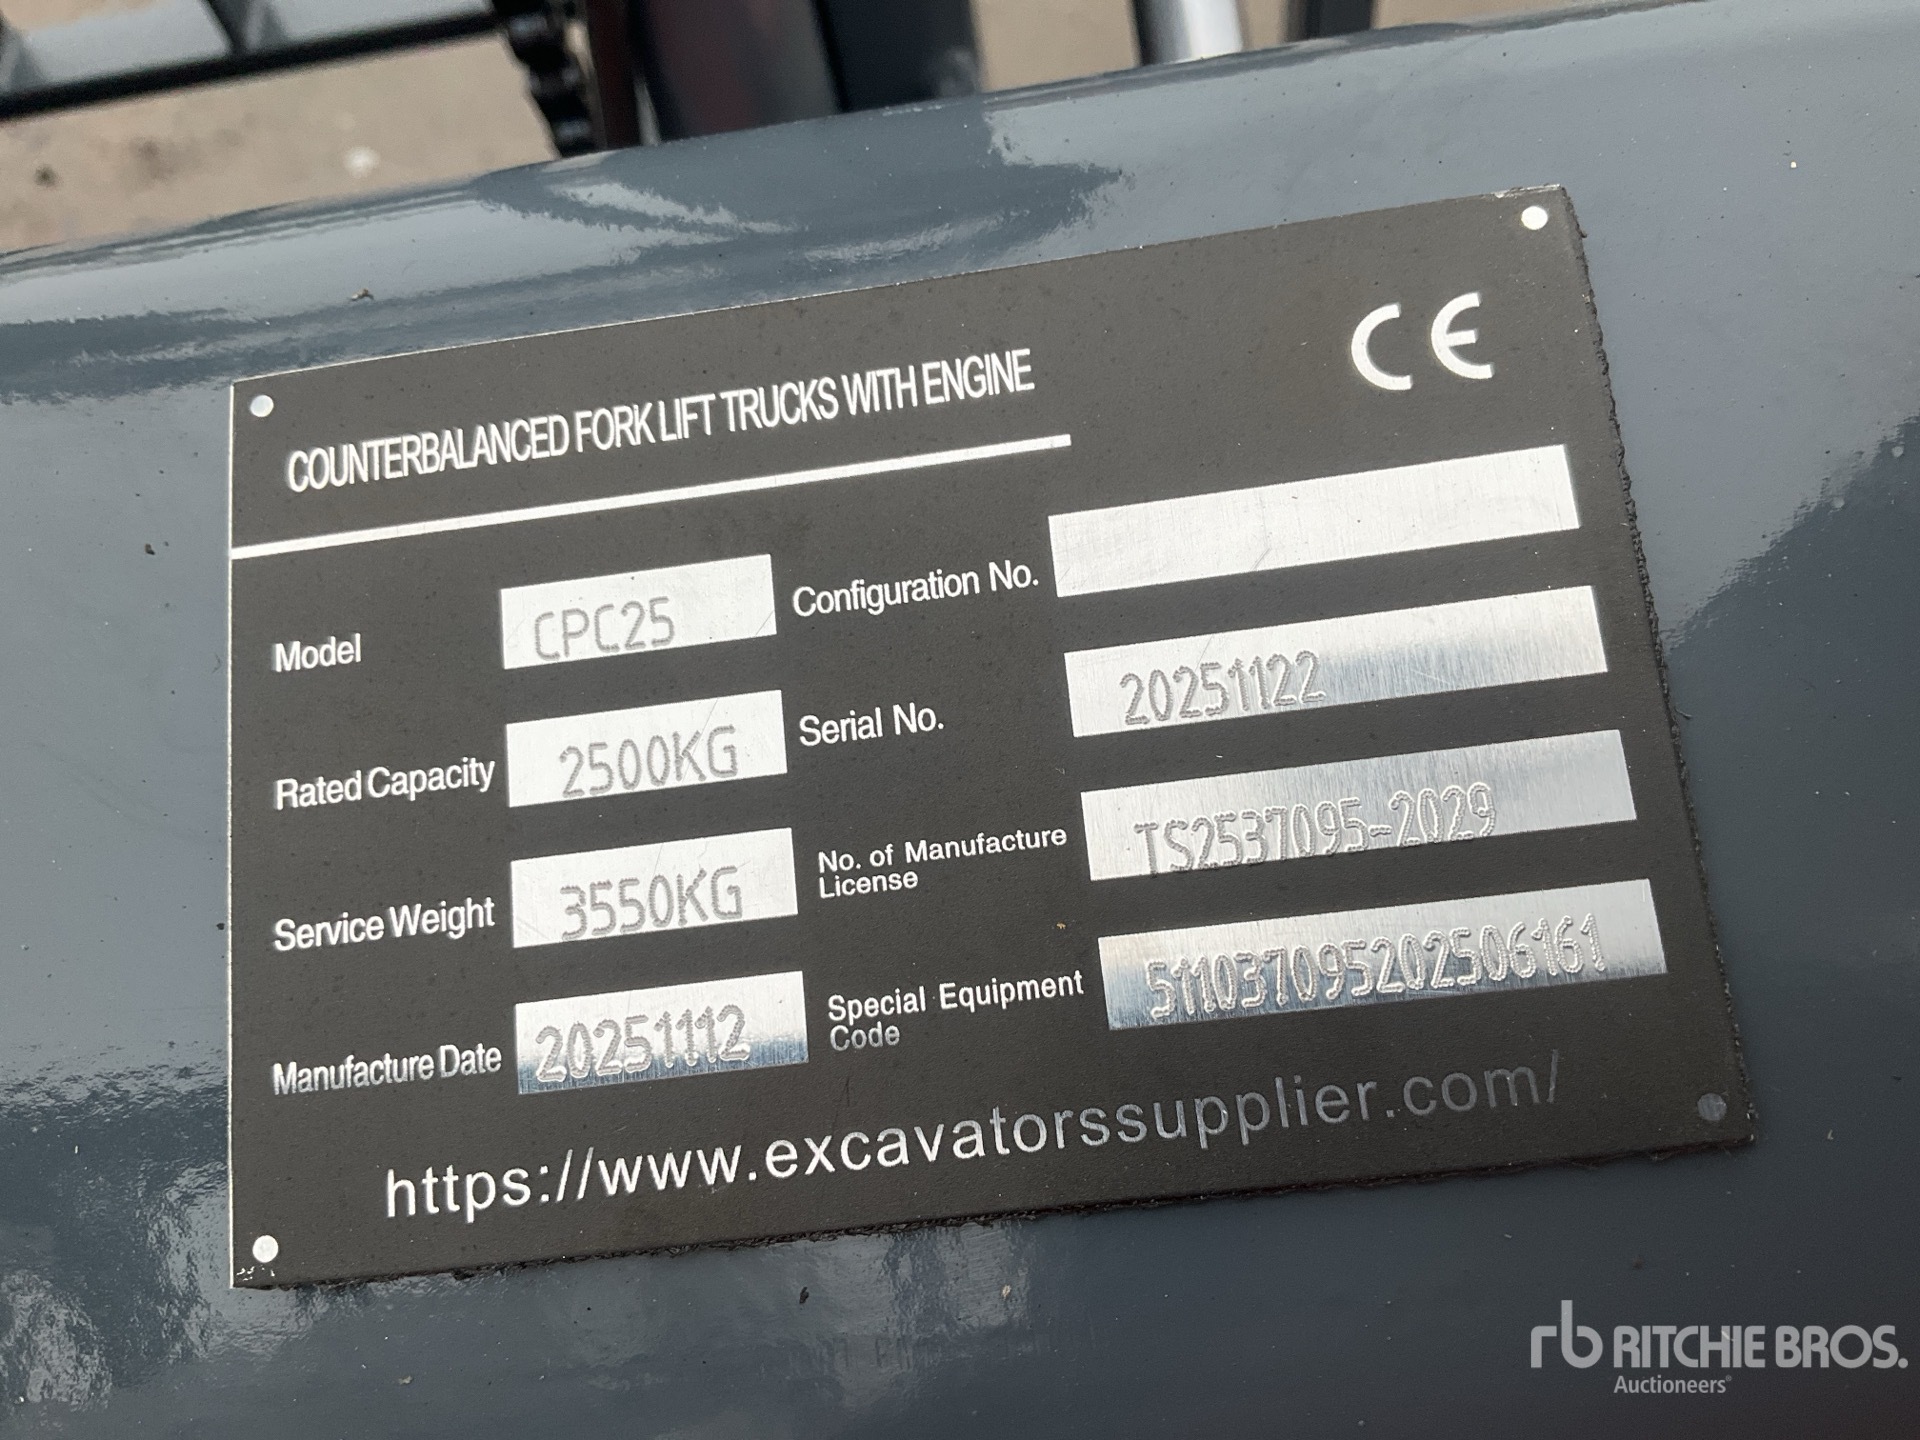 CE
COUNTERBALANCED FORK LIFT TRUCKS WITH ENGINE
Model CPC25
Configuration No.
Rated Capacity 2500KG
Serial No. 20251122
Service Weight 3550KG
No. of Manufacture
License TS2537095-2029
Manufacture Date 20251112
Special Equipment
Code 511037095202506161
https://www.excavatorssupplier.com/
rb RITCHIE BROS.
Auctioneers